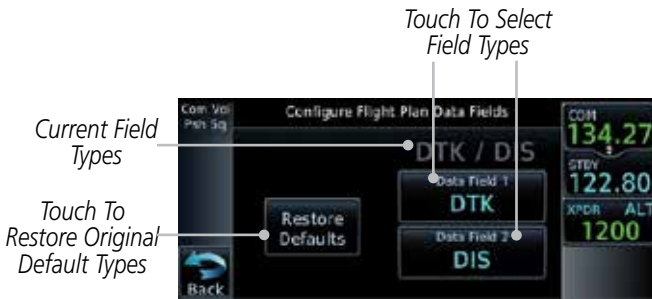 Touch To Select
Field Types
Com Vol
Psh Sq
Configure Flight Plan Data Fields
COM
134.27
Current Field
Types
DTK / DIS
STBY
122.80
Data Field 1
DTK
XPDR ALT
1200
Touch To
Restore Original
Default Types
Restore
Defaults
Data Field 2
DIS
Back